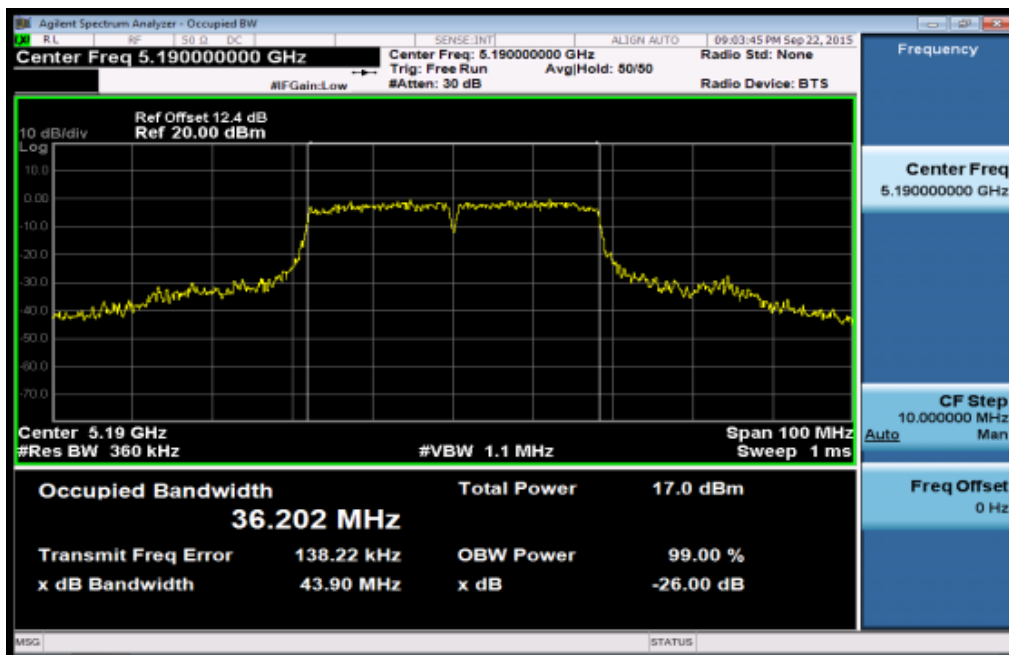 Agilent Spectrum Analyzer - Occupied BW
RL RF 50 Ω DC SENSE:INT ALIGN AUTO 09:03:45 PM Sep 22, 2015
Center Freq 5.190000000 GHz
Center Freq: 5.190000000 GHz Radio Std: None
Trig: Free Run Avg|Hold: 50/50
#IFGain:Low #Atten: 30 dB Radio Device: BTS
Ref Offset 12.4 dB
10 dB/div Ref 20.00 dBm
Log
10.0
0.00
-10.0
-20.0
-30.0
-40.0
-50.0
-60.0
-70.0
Center 5.19 GHz Span 100 MHz
#Res BW 360 kHz #VBW 1.1 MHz Sweep 1 ms
Occupied Bandwidth Total Power 17.0 dBm
36.202 MHz
Transmit Freq Error 138.22 kHz OBW Power 99.00 %
x dB Bandwidth 43.90 MHz x dB -26.00 dB
MSG STATUS
Frequency
Center Freq
5.190000000 GHz
CF Step
10.000000 MHz
Auto Man
Freq Offset
0 Hz